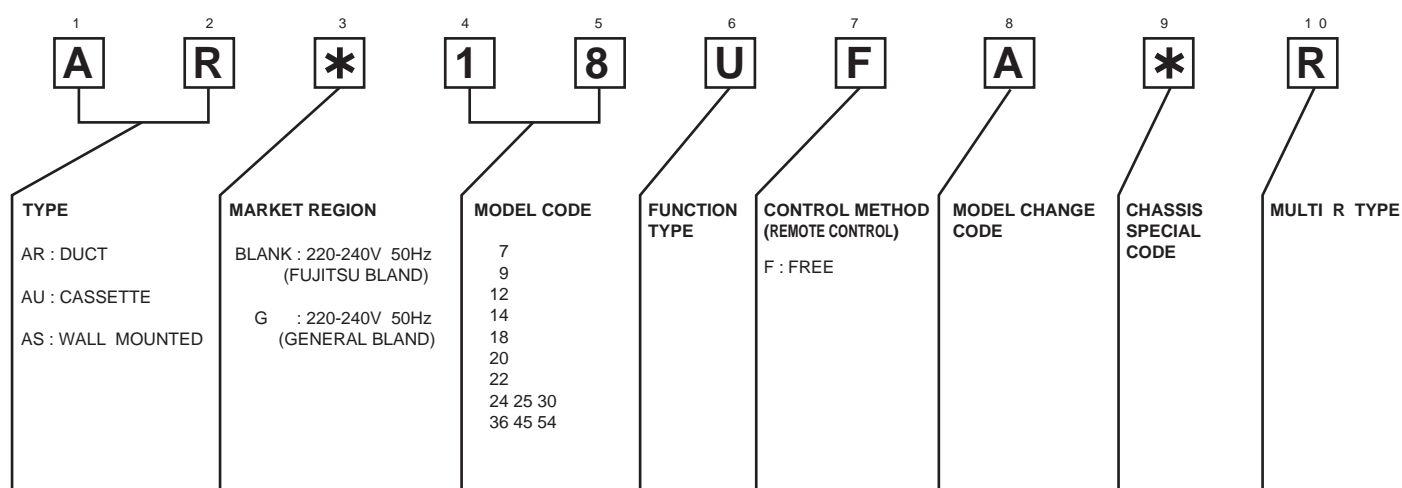 1 2 3 4 5 6 7 8 9 10
A R * 1 8 U F A * R
TYPE
AR : DUCT
AU : CASSETTE
AS : WALL MOUNTED
MARKET REGION
BLANK : 220-240V 50Hz
(FUJITSU BLAND)
G : 220-240V 50Hz
(GENERAL BLAND)
MODEL CODE
7
9
12
14
18
20
22
24 25 30
36 45 54
FUNCTION
TYPE
CONTROL METHOD
(REMOTE CONTROL)
F : FREE
MODEL CHANGE
CODE
CHASSIS
SPECIAL
CODE
MULTI R TYPE